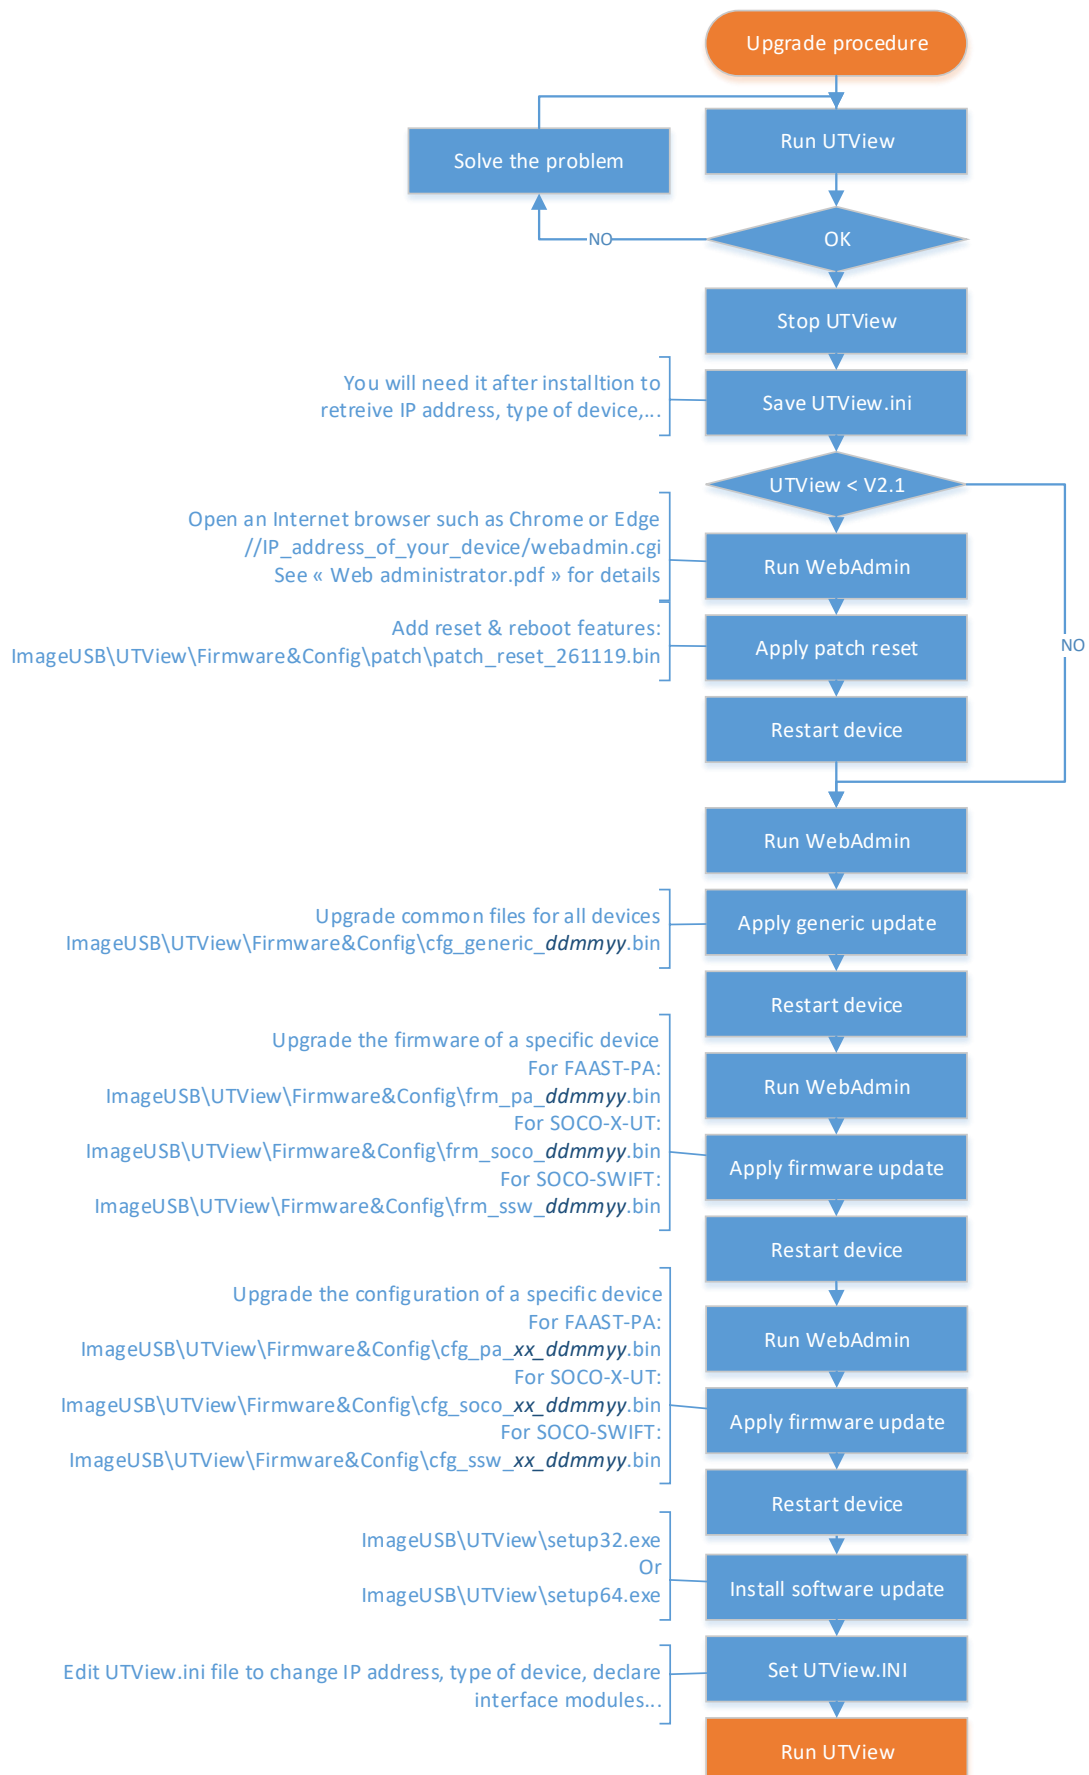 Upgrade procedure
Run UTView
Solve the problem
OK
NO
Stop UTView
You will need it after installtion to
retreive IP address, type of device,...
Save UTView.ini
UTView < V2.1
Open an Internet browser such as Chrome or Edge
//IP_address_of_your_device/webadmin.cgi
See « Web administrator.pdf » for details
Run WebAdmin
Add reset & reboot features:
ImageUSB\UTView\Firmware&Config\patch\patch_reset_261119.bin
Apply patch reset
NO
Restart device
Run WebAdmin
Upgrade common files for all devices
ImageUSB\UTView\Firmware&Config\cfg_generic_ddmmyy.bin
Apply generic update
Restart device
Upgrade the firmware of a specific device
For FAAST-PA:
ImageUSB\UTView\Firmware&Config\frm_pa_ddmmyy.bin
For SOCO-X-UT:
ImageUSB\UTView\Firmware&Config\frm_soco_ddmmyy.bin
For SOCO-SWIFT:
ImageUSB\UTView\Firmware&Config\frm_ssw_ddmmyy.bin
Run WebAdmin
Apply firmware update
Restart device
Upgrade the configuration of a specific device
For FAAST-PA:
ImageUSB\UTView\Firmware&Config\cfg_pa_xx_ddmmyy.bin
For SOCO-X-UT:
ImageUSB\UTView\Firmware&Config\cfg_soco_xx_ddmmyy.bin
For SOCO-SWIFT:
ImageUSB\UTView\Firmware&Config\cfg_ssw_xx_ddmmyy.bin
Run WebAdmin
Apply firmware update
Restart device
ImageUSB\UTView\setup32.exe
Or
ImageUSB\UTView\setup64.exe
Install software update
Edit UTView.ini file to change IP address, type of device, declare
interface modules...
Set UTView.INI
Run UTView